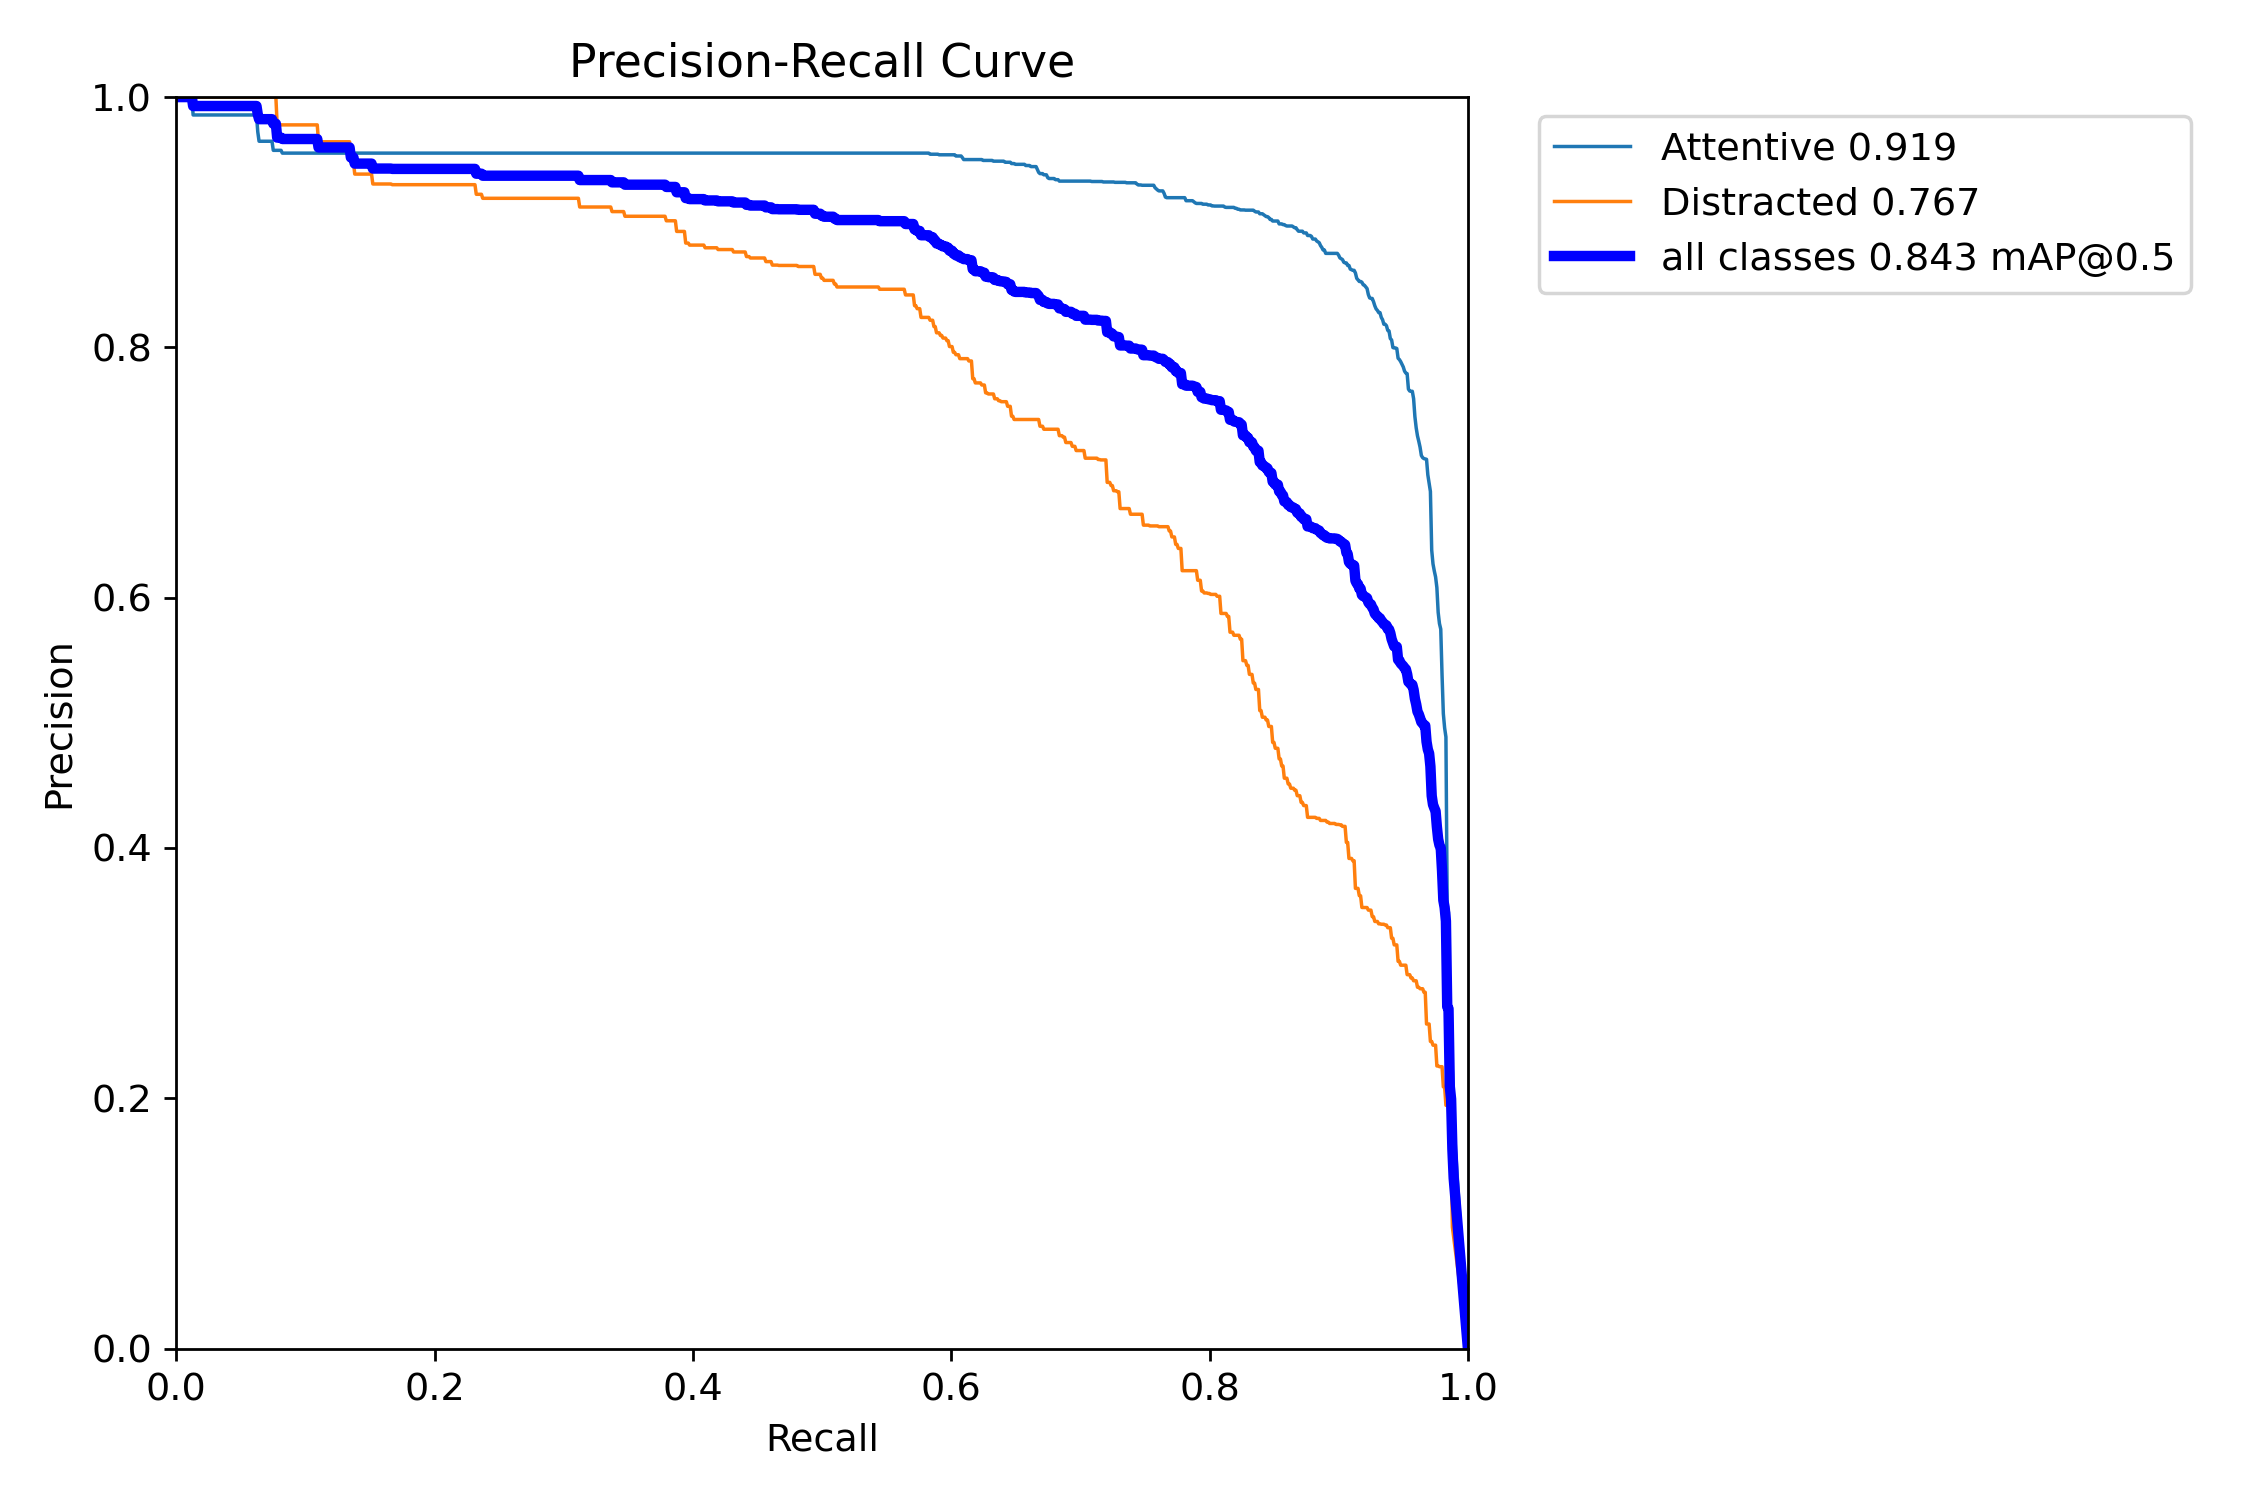 Precision-Recall Curve
1.0
0.8
0.6
0.4
0.2
0.0
Precision
0.0 0.2 0.4 0.6 0.8 1.0
Recall
Attentive 0.919
Distracted 0.767
all classes 0.843 mAP@0.5